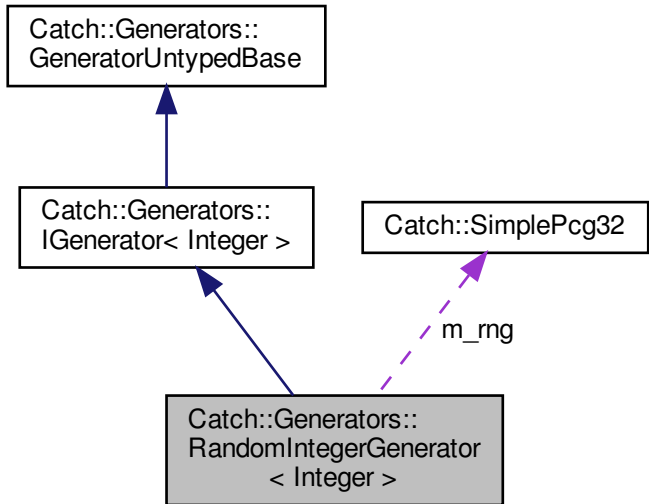 Catch::Generators::
GeneratorUntypedBase
Catch::Generators::
IGenerator< Integer >
Catch::SimplePcg32
m_rng
Catch::Generators::
RandomIntegerGenerator
< Integer >